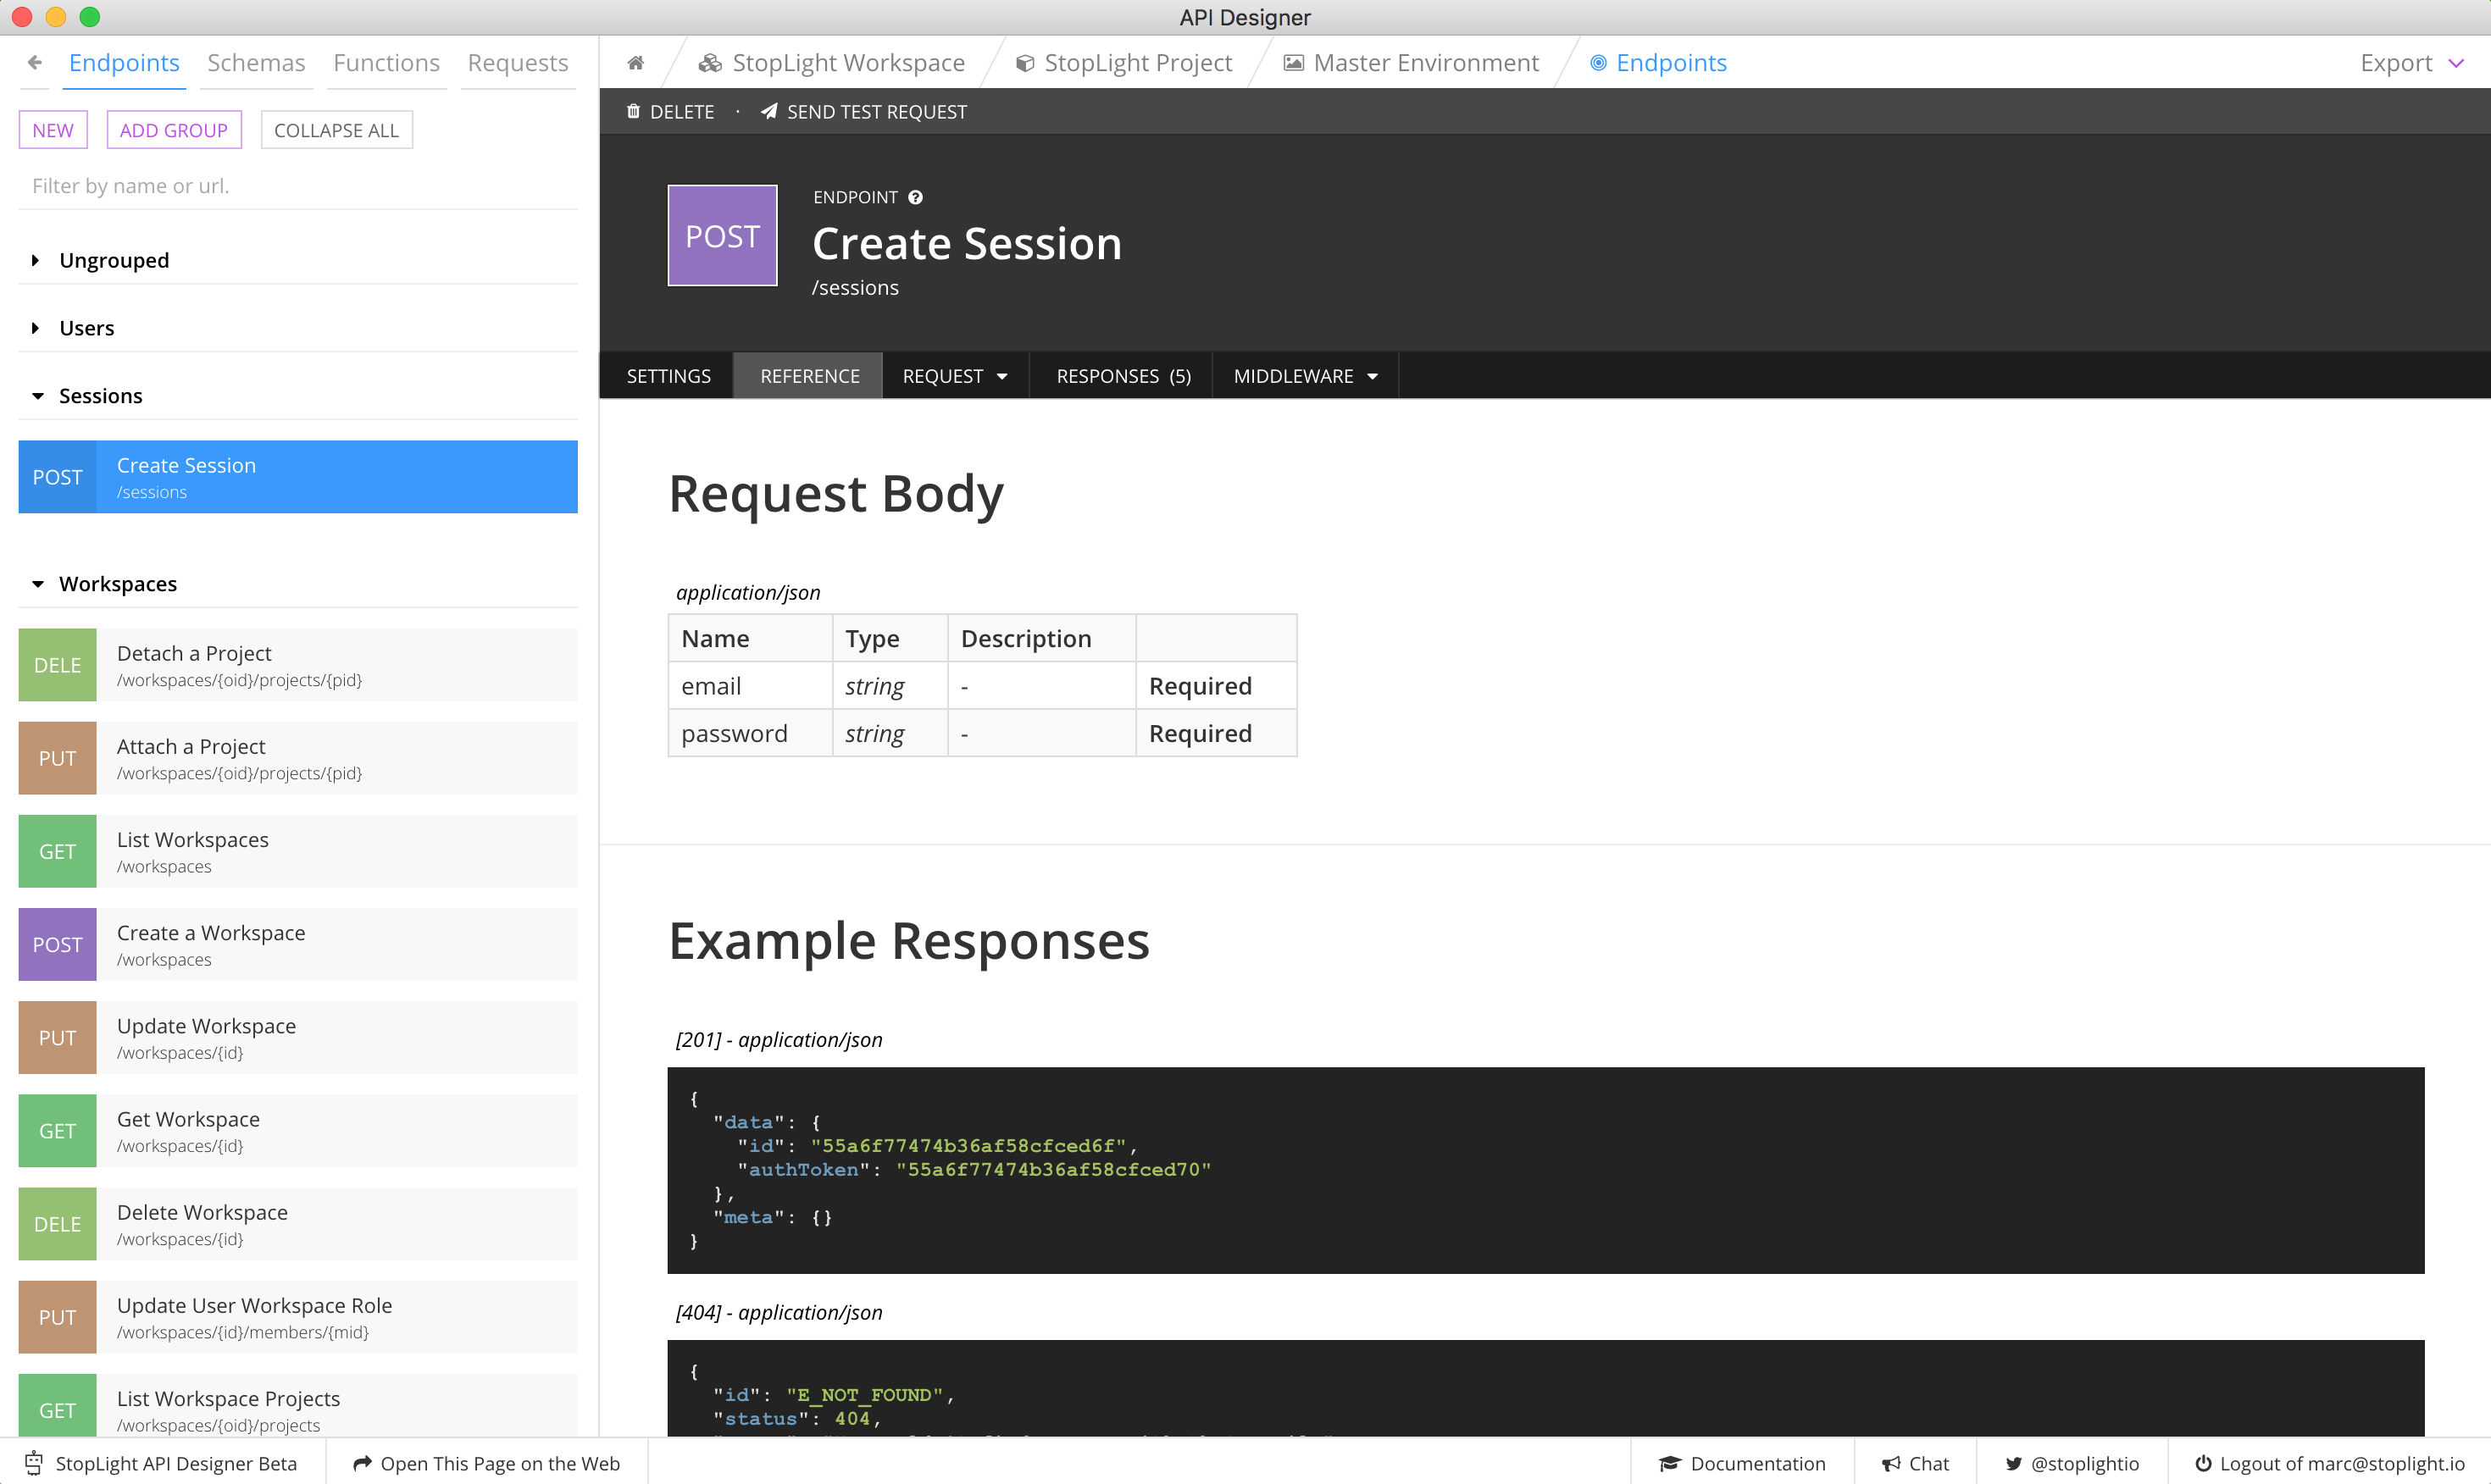 API Designer
Endpoints Schemas Functions Requests
NEW ADD GROUP COLLAPSE ALL
Filter by name or url.
Ungrouped
Users
Sessions
POST Create Session
/sessions
Workspaces
DELE Detach a Project
/workspaces/{oid}/projects/{pid}
PUT Attach a Project
/workspaces/{oid}/projects/{pid}
GET List Workspaces
/workspaces
POST Create a Workspace
/workspaces
PUT Update Workspace
/workspaces/{id}
GET Get Workspace
/workspaces/{id}
DELE Delete Workspace
/workspaces/{id}
PUT Update User Workspace Role
/workspaces/{id}/members/{mid}
GET List Workspace Projects
/workspaces/{oid}/projects
StopLight Workspace StopLight Project Master Environment Endpoints Export
DELETE · SEND TEST REQUEST
POST
ENDPOINT ?
Create Session
/sessions
SETTINGS REFERENCE REQUEST RESPONSES (5) MIDDLEWARE
Request Body
application/json
Name Type Description
email string - Required
password string - Required
Example Responses
[201] - application/json
{
"data": {
"id": "55a6f77474b36af58cfced6f",
"authToken": "55a6f77474b36af58cfced70"
},
"meta": {}
}
[404] - application/json
{
"id": "E_NOT_FOUND",
"status": 404,
StopLight API Designer Beta Open This Page on the Web Documentation Chat @stoplightio Logout of marc@stoplight.io